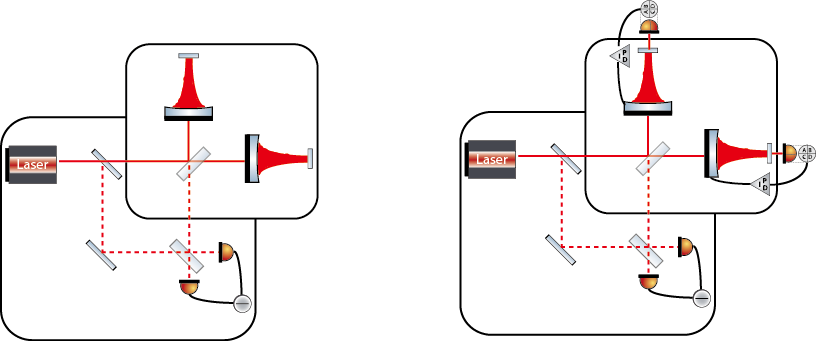 Laser
A C
B D
I P D
Laser
A B
C D
I P D